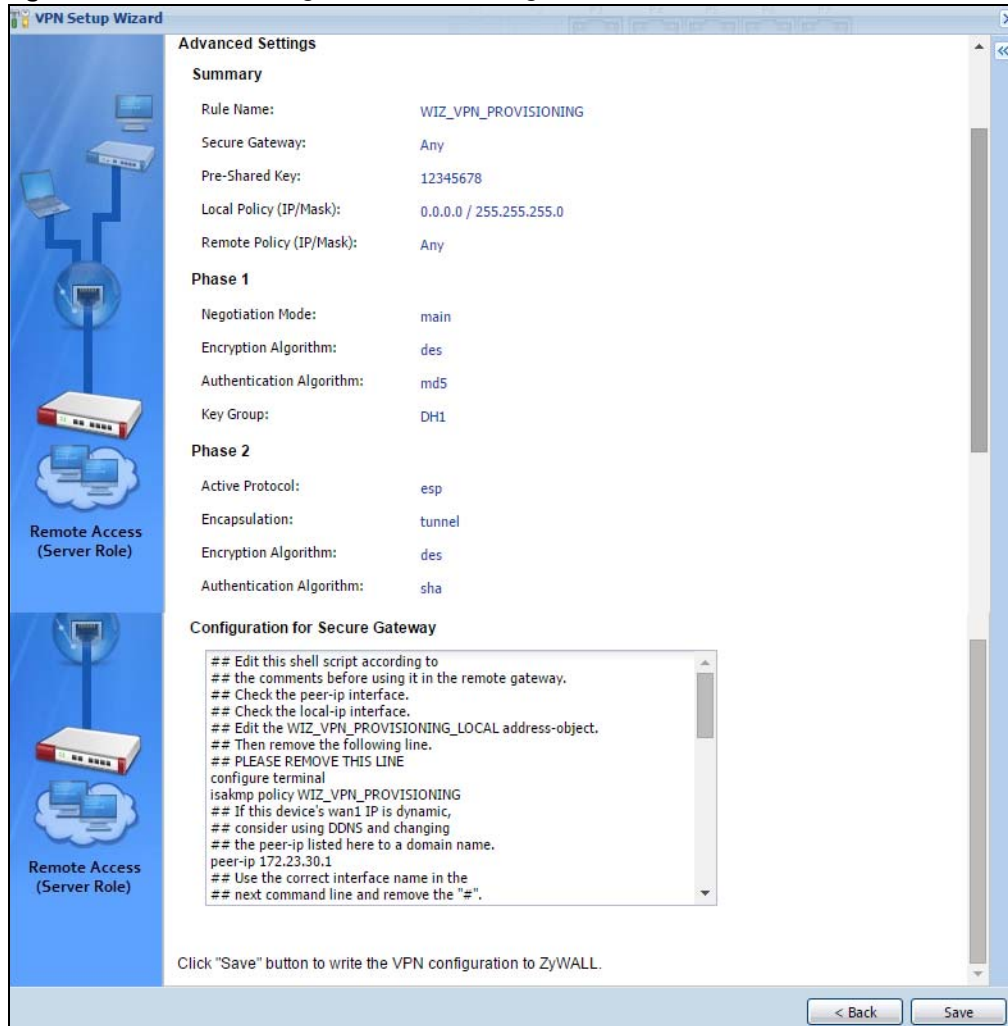 VPN Setup Wizard
Advanced Settings
Summary
Rule Name: WIZ_VPN_PROVISIONING
Secure Gateway: Any
Pre-Shared Key: 12345678
Local Policy (IP/Mask): 0.0.0.0 / 255.255.255.0
Remote Policy (IP/Mask): Any
Phase 1
Negotiation Mode: main
Encryption Algorithm: des
Authentication Algorithm: md5
Key Group: DH1
Phase 2
Active Protocol: esp
Encapsulation: tunnel
Encryption Algorithm: des
Authentication Algorithm: sha
Remote Access
(Server Role)
Configuration for Secure Gateway
## Edit this shell script according to
## the comments before using it in the remote gateway.
## Check the peer-ip interface.
## Check the local-ip interface.
## Edit the WIZ_VPN_PROVISIONING_LOCAL address-object.
## Then remove the following line.
## PLEASE REMOVE THIS LINE
configure terminal
isakmp policy WIZ_VPN_PROVISIONING
## If this device's wan1 IP is dynamic,
## consider using DDNS and changing
## the peer-ip listed here to a domain name.
peer-ip 172.23.30.1
## Use the correct interface name in the
## next command line and remove the "#".
Remote Access
(Server Role)
Click "Save" button to write the VPN configuration to ZyWALL.
< Back
Save